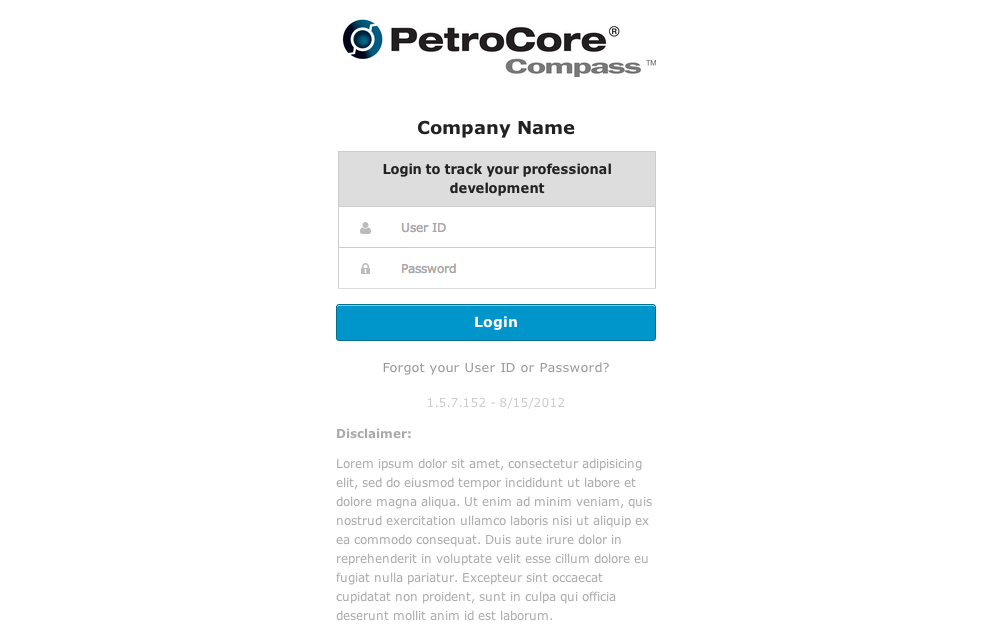 PetroCore®
Compass ™
Company Name
Login to track your professional
development
User ID
Password
Login
Forgot your User ID or Password?
1.5.7.152 - 8/15/2012
Disclaimer:
Lorem ipsum dolor sit amet, consectetur adipisicing
elit, sed do eiusmod tempor incididunt ut labore et
dolore magna aliqua. Ut enim ad minim veniam, quis
nostrud exercitation ullamco laboris nisi ut aliquip ex
ea commodo consequat. Duis aute irure dolor in
reprehenderit in voluptate velit esse cillum dolore eu
fugiat nulla pariatur. Excepteur sint occaecat
cupidatat non proident, sunt in culpa qui officia
deserunt mollit anim id est laborum.